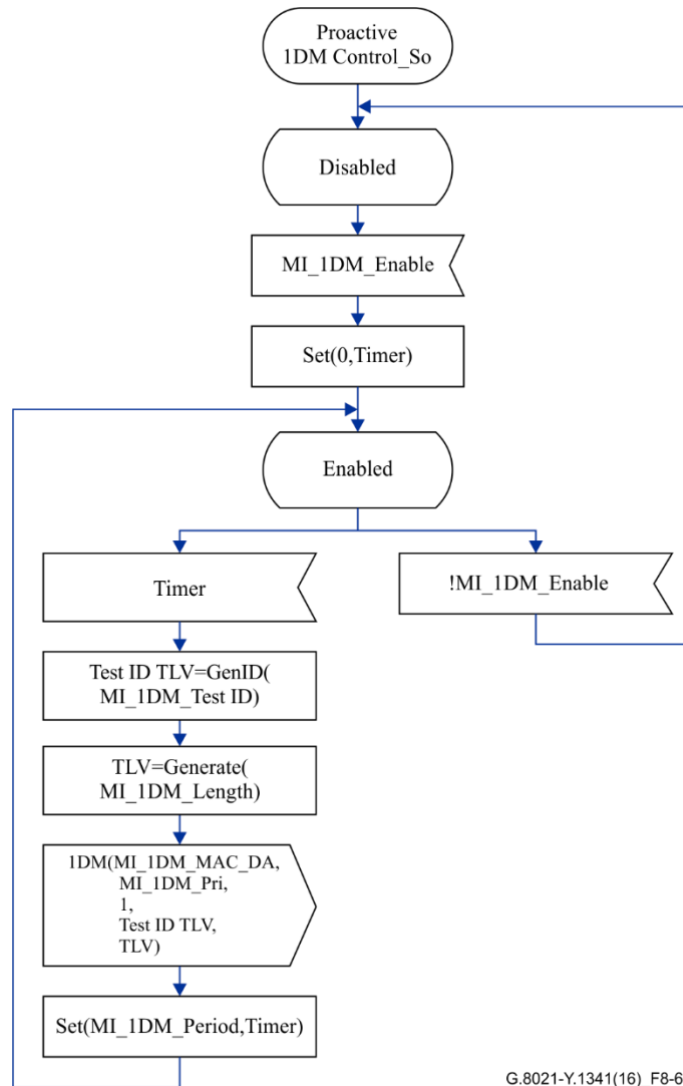 Proactive
1DM Control_So
Disabled
MI_1DM_Enable
Set(0,Timer)
Enabled
Timer
!MI_1DM_Enable
Test ID TLV=GenID(
MI_1DM_Test ID)
TLV=Generate(
MI_1DM_Length)
1DM(MI_1DM_MAC_DA,
MI_1DM_Pri,
1,
Test ID TLV,
TLV)
Set(MI_1DM_Period,Timer)
G.8021-Y.1341(16)_F8-6